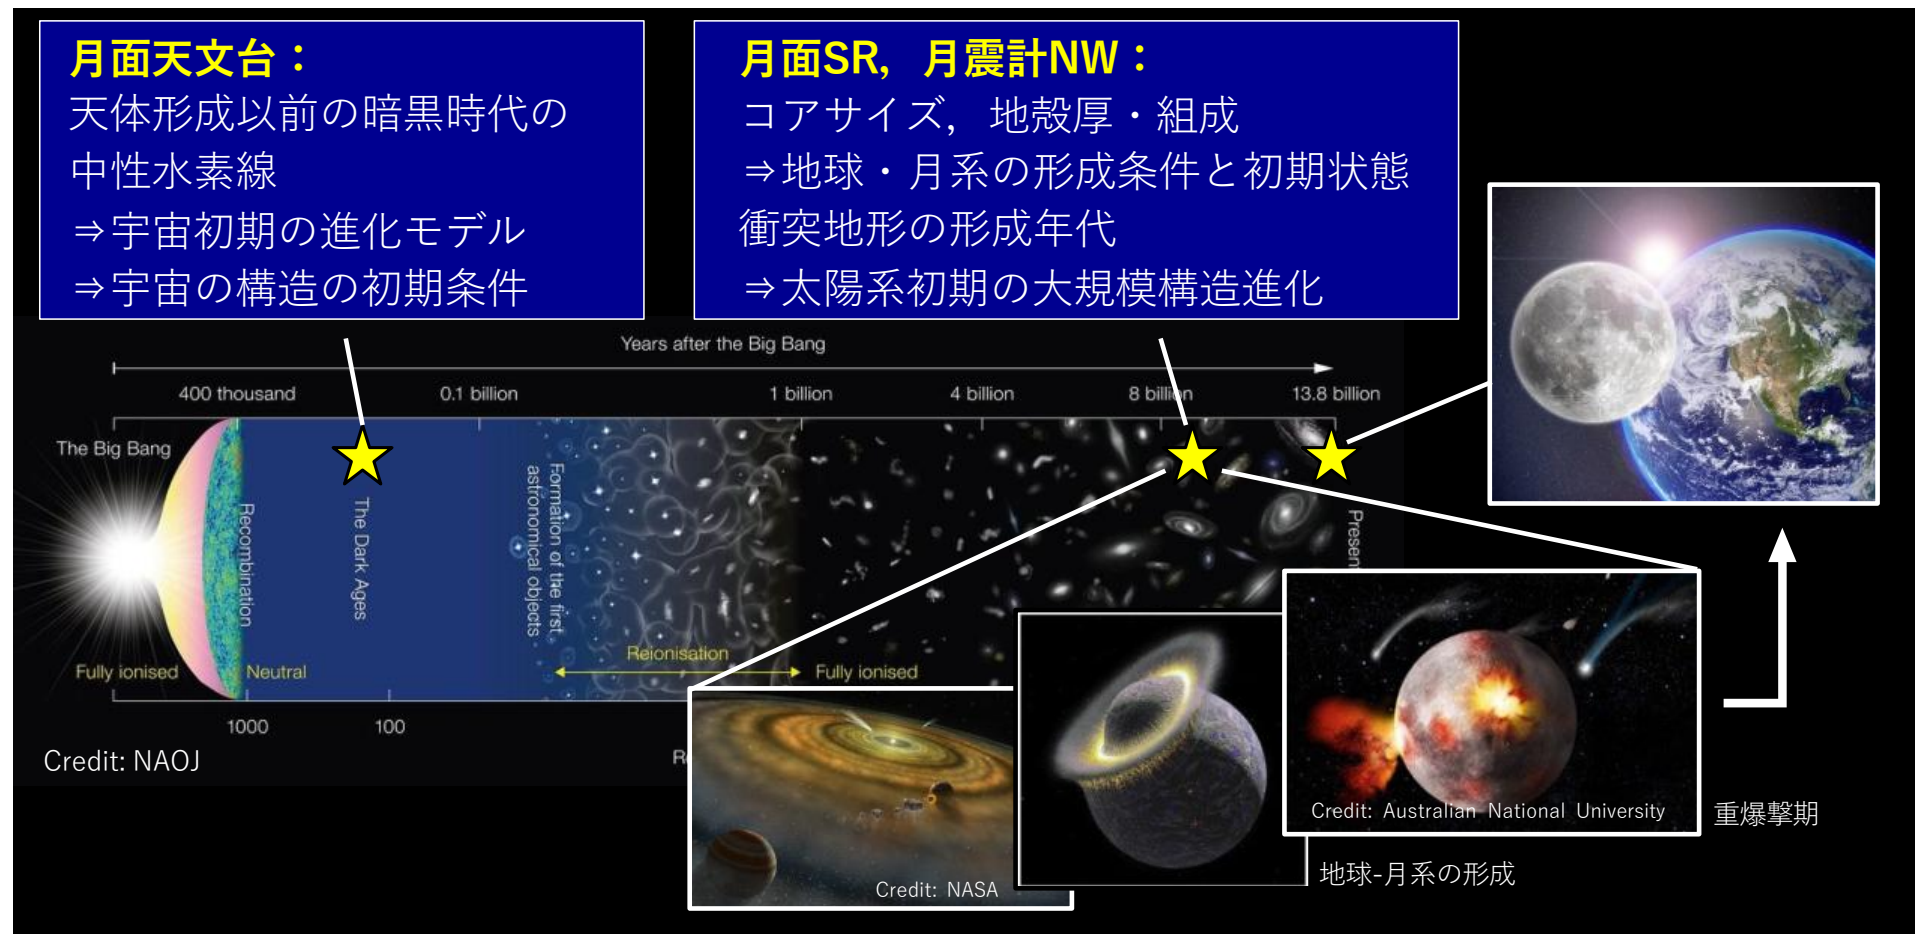 月面天文台：
天体形成以前の暗黒時代の
中性水素線
⇒宇宙初期の進化モデル
⇒宇宙の構造の初期条件
月面SR，月震計NW：
コアサイズ，地殻厚・組成
⇒地球・月系の形成条件と初期状態
衝突地形の形成年代
⇒太陽系初期の大規模構造進化
Years after the Big Bang
400 thousand
0.1 billion
1 billion
4 billion
8 billion
13.8 billion
The Big Bang
Recombination
The Dark Ages
Formation of the first
astronomical objects
Present
Fully ionised
Neutral
Reionisation
Fully ionised
1000
100
Credit: NAOJ
Credit: NASA
Credit: Australian National University
重爆撃期
地球-月系の形成